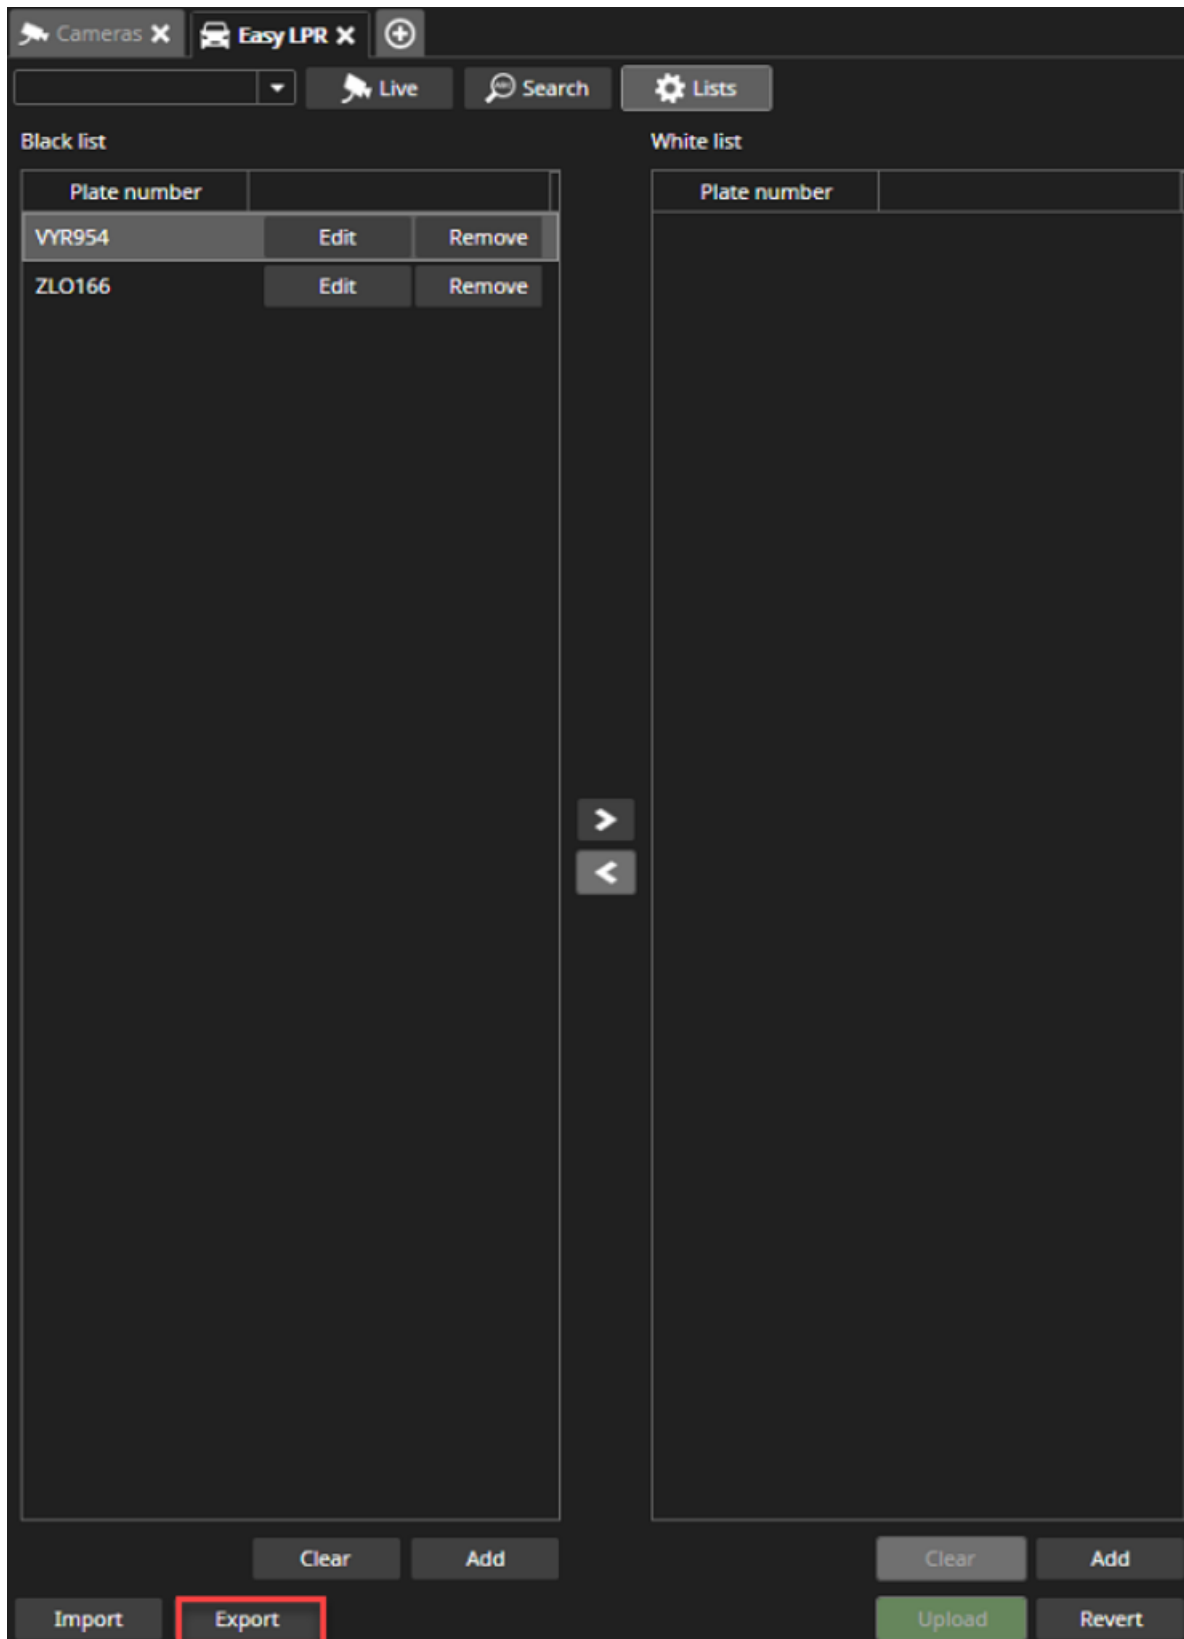 Cameras Easy LPR
Live Search Lists
Black list White list
Plate number Plate number
VYR954 Edit Remove
ZLO166 Edit Remove
Clear Add Clear Add
Import Export Upload Revert